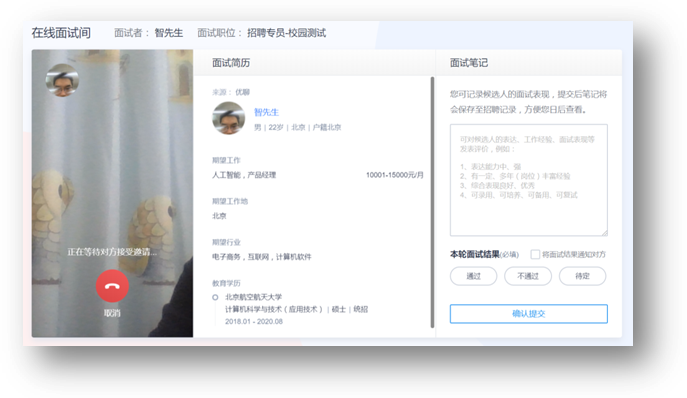 在线面试间 面试者： 智先生 面试职位： 招聘专员-校园测试
正在等待对方接受邀请...
取消
面试简历
来源： 优聊
智先生
男 | 22岁 | 北京 | 户籍北京
期望工作
人工智能，产品经理 10001-15000元/月
期望工作地
北京
期望行业
电子商务，互联网，计算机软件
教育学历
北京航空航天大学
计算机科学与技术（应用技术） | 硕士 | 统招
2018.01 - 2020.08
面试笔记
您可记录候选人的面试表现，提交后笔记将
会保存至招聘记录，方便您日后查看。
可对候选人的表达、工作经验、面试表现等
发表评价，例如：
1、表达能力中、强
2、有一定、多年（岗位）丰富经验
3、综合表现良好、优秀
4、可录用、可培养、可备用、可复试
本轮面试结果(必填) 将面试结果通知对方
通过 不通过 待定
确认提交